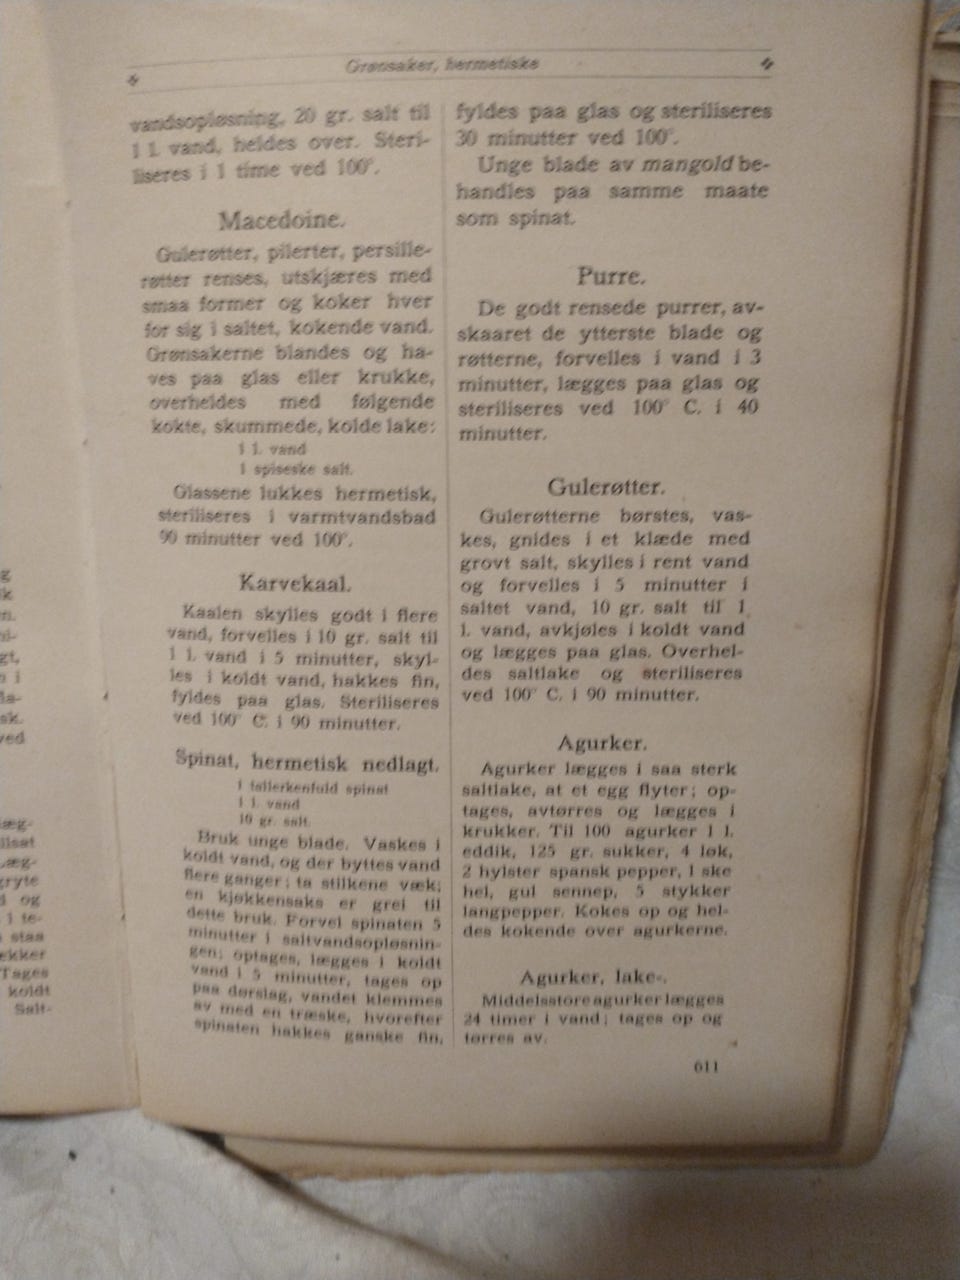 Grønsaker, hermetiske
vandsopløsning, 20 gr. salt til
1 l. vand, heldes over. Steri-
liseres i 1 time ved 100°.
Macedoine.
Gulerøtter, pilerter, persille-
røtter renses, utskjæres med
smaa former og koker hver
for sig i saltet, kokende vand.
Grønsakerne blandes og ha-
ves paa glas eller krukke,
overheldes med følgende
kokte, skummede, kolde lake:
1 l. vand
1 spiseske salt.
Glassene lukkes hermetisk,
steriliseres i varmtvandsbad
90 minutter ved 100°.
Karvekaal.
Kaalen skylles godt i flere
vand, forvelles i 10 gr. salt til
1 l. vand i 5 minutter, skyl-
les i koldt vand, hakkes fin,
fyldes paa glas. Steriliseres
ved 100° C. i 90 minutter.
Spinat, hermetisk nedlagt.
1 tallerkenfuld spinat
1 l. vand
10 gr. salt.
Bruk unge blade. Vaskes i
koldt vand, og der byttes vand
flere ganger; ta stilkene væk;
en kjøkkensaks er grei til
dette bruk. Forvel spinaten 5
minutter i saltvandsopløsnin-
gen; optages, lægges i koldt
vand i 5 minutter, tages op
paa dørslag, vandet klemmes
av med en træske, hvorefter
spinaten hakkes ganske fin,
fyldes paa glas og steriliseres
30 minutter ved 100°.
Unge blade av mangold be-
handles paa samme maate
som spinat.
Purre.
De godt rensede purrer, av-
skaaret de ytterste blade og
røtterne, forvelles i vand i 3
minutter, lægges paa glas og
steriliseres ved 100° C. i 40
minutter.
Gulerøtter.
Gulerøtterne børstes, vas-
kes, gnides i et klæde med
grovt salt, skylles i rent vand
og forvelles i 5 minutter i
saltet vand, 10 gr. salt til 1
l. vand, avkjøles i koldt vand
og lægges paa glas. Overhel-
des saltlake og steriliseres
ved 100° C. i 90 minutter.
Agurker.
Agurker lægges i saa sterk
saltlake, at et egg flyter; op-
tages, avtørres og lægges i
krukker. Til 100 agurker 1 l.
eddik, 125 gr. sukker, 4 løk,
2 hylster spansk pepper, 1 ske
hel, gul sennep, 5 stykker
langpepper. Kokes op og hel-
des kokende over agurkerne.
Agurker, lake-.
Middelsstore agurker lægges
24 timer i vand; tages op og
tørres av.
611